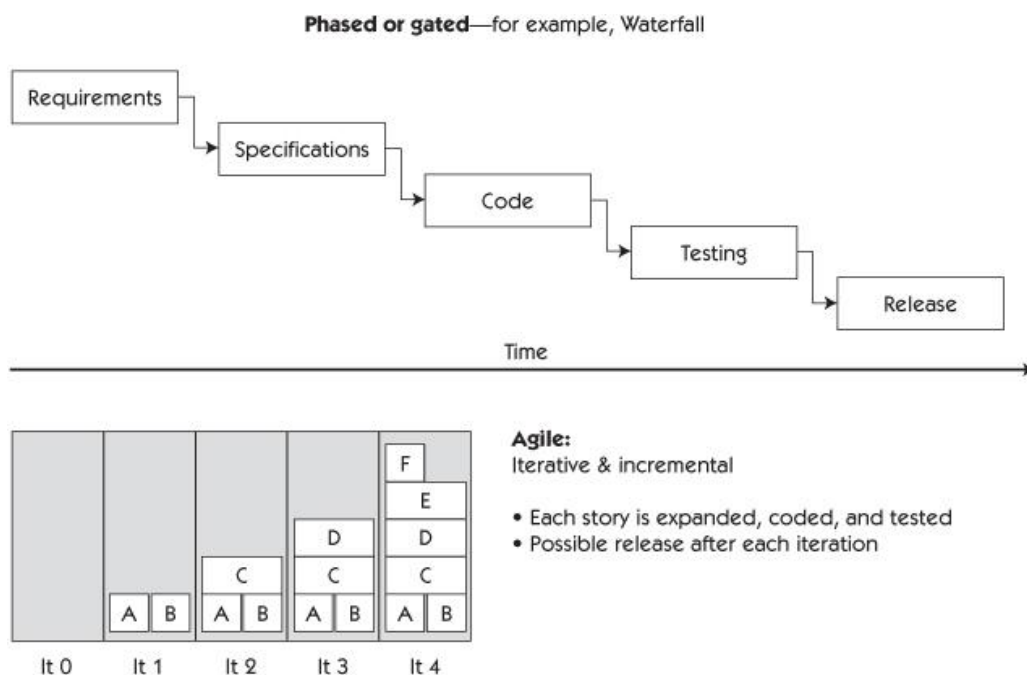 Phased or gated—for example, Waterfall
Requirements
Specifications
Code
Testing
Release
Time
Agile:
Iterative & incremental
• Each story is expanded, coded, and tested
• Possible release after each iteration
F
E
D D
C C C
A B A B A B A B
It 0 It 1 It 2 It 3 It 4